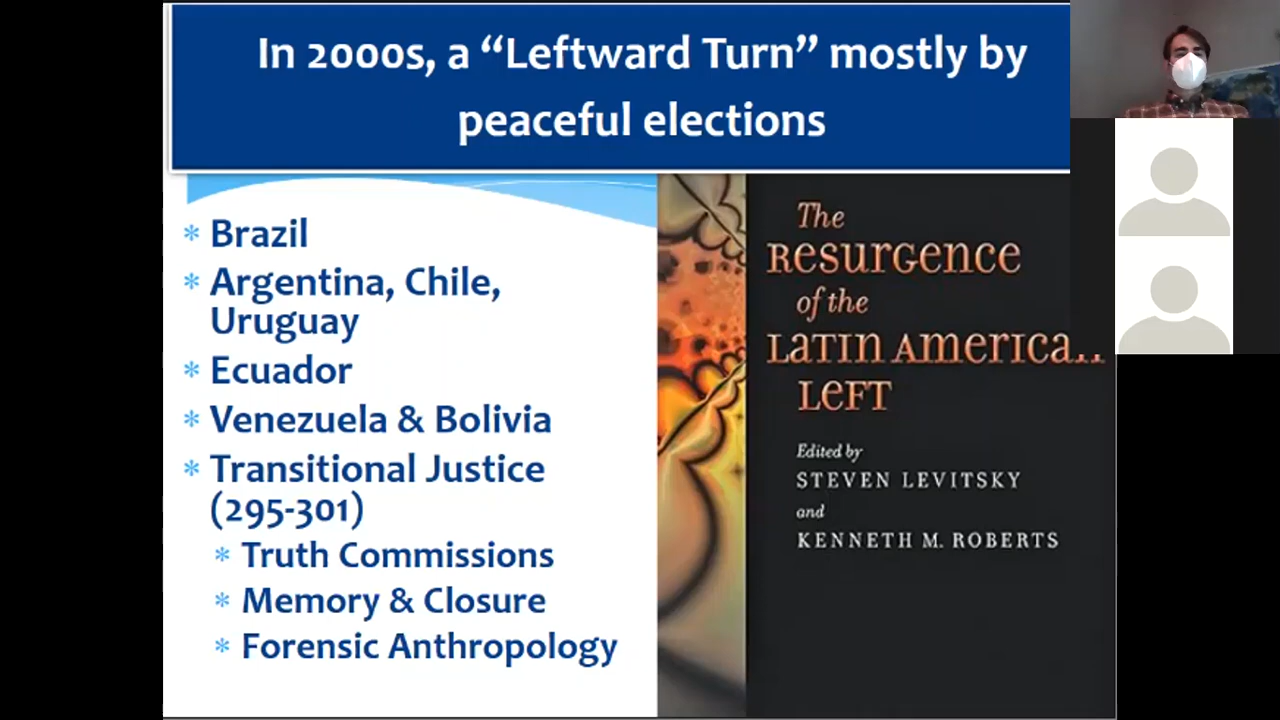 In 2000s, a “Leftward Turn” mostly by
peaceful elections
* Brazil
* Argentina, Chile,
Uruguay
* Ecuador
* Venezuela & Bolivia
* Transitional Justice
(295-301)
* Truth Commissions
* Memory & Closure
* Forensic Anthropology
The
Resurgence
of the
Latin American
Left
Edited by
STEVEN LEVITSKY
and
KENNETH M. ROBERTS